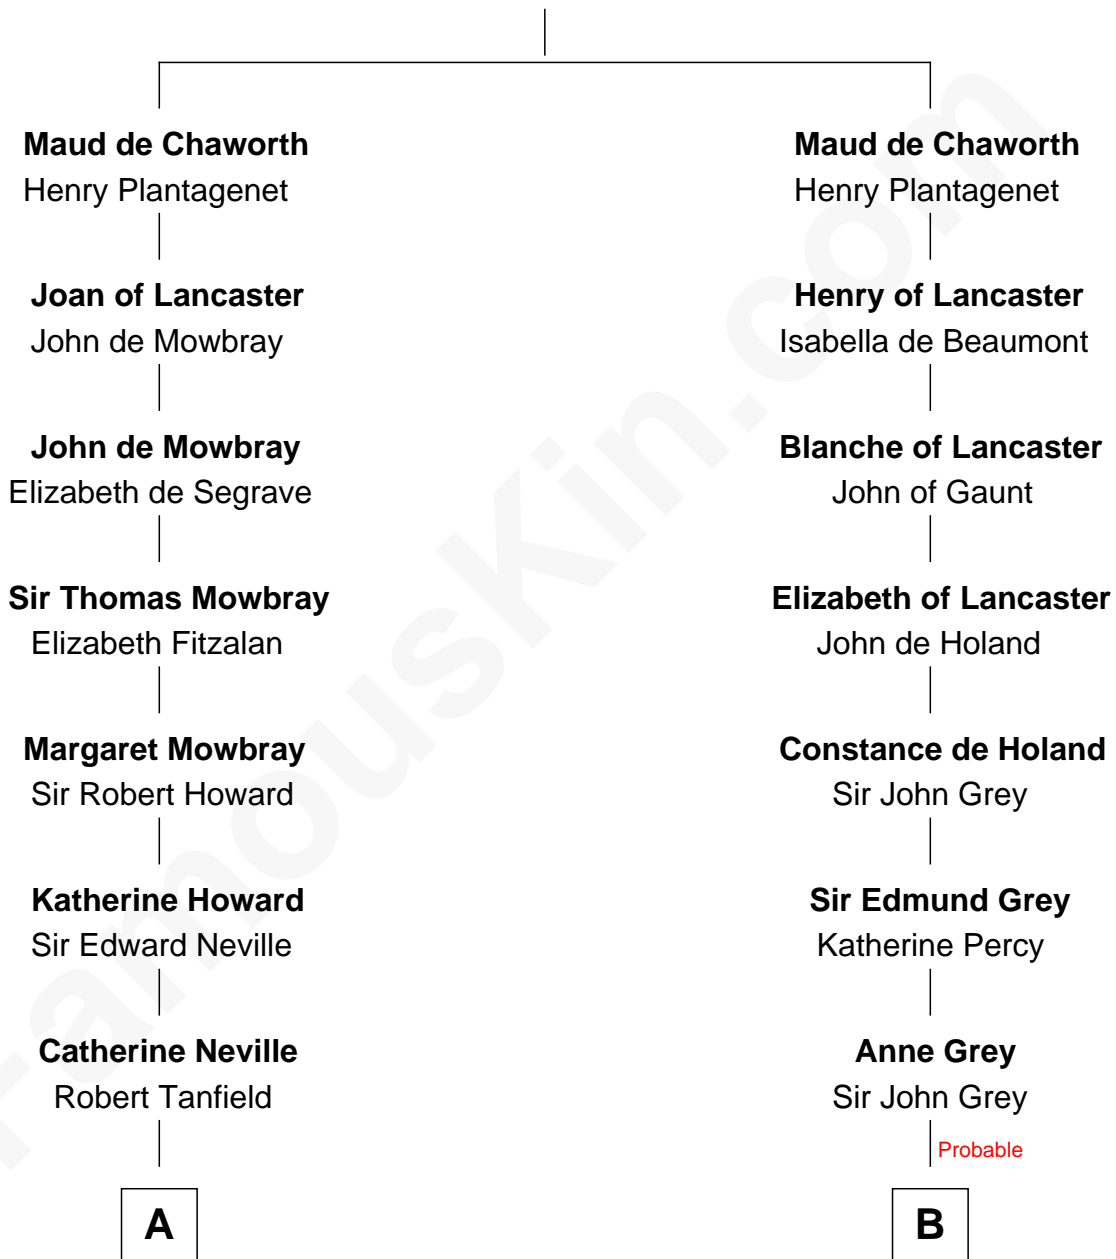 Maud de Chaworth
Henry Plantagenet
Maud de Chaworth
Henry Plantagenet
Joan of Lancaster
John de Mowbray
Henry of Lancaster
Isabella de Beaumont
John de Mowbray
Elizabeth de Segrave
Blanche of Lancaster
John of Gaunt
Sir Thomas Mowbray
Elizabeth Fitzalan
Elizabeth of Lancaster
John de Holand
Margaret Mowbray
Sir Robert Howard
Constance de Holand
Sir John Grey
Katherine Howard
Sir Edward Neville
Sir Edmund Grey
Katherine Percy
Catherine Neville
Robert Tanfield
Anne Grey
Sir John Grey
Probable
A
B
FamousKin.com